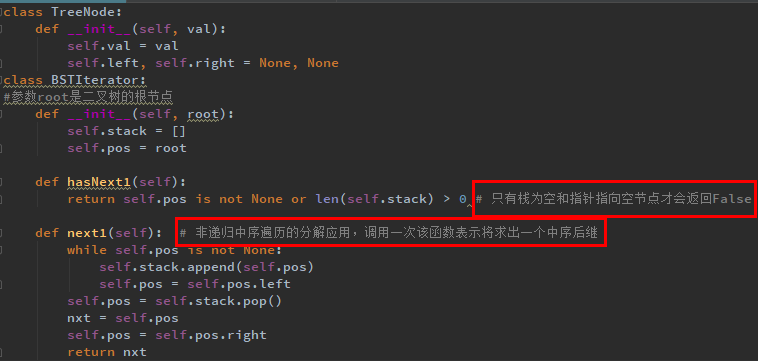 class TreeNode:
    def __init__(self, val):
        self.val = val
        self.left, self.right = None, None
class BSTIterator:
#参数root是二叉树的根节点
    def __init__(self, root):
        self.stack = []
        self.pos = root
    def hasNext1(self):
        return self.pos is not None or len(self.stack) > 0 # 只有栈为空和指针指向空节点才会返回False
    def next1(self):  # 非递归中序遍历的分解应用，调用一次该函数表示将求出一个中序后继
        while self.pos is not None:
            self.stack.append(self.pos)
            self.pos = self.pos.left
        self.pos = self.stack.pop()
        nxt = self.pos
        self.pos = self.pos.right
        return nxt